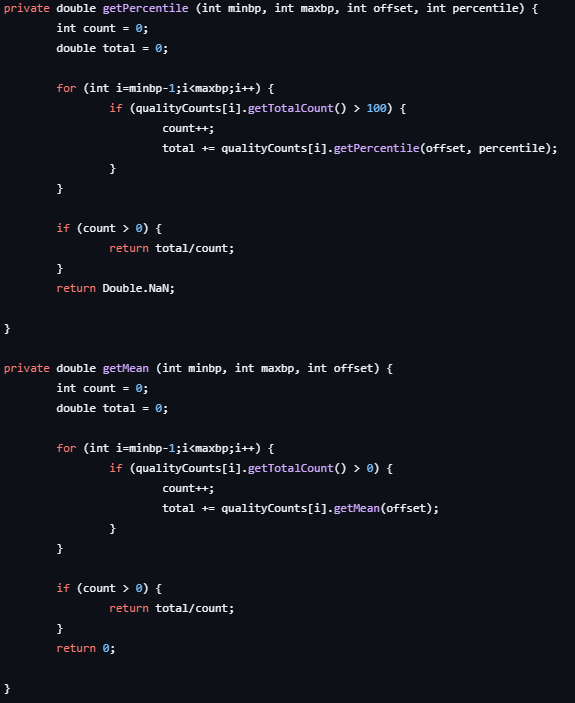 private double getPercentile (int minbp, int maxbp, int offset, int percentile) {
int count = 0;
double total = 0;
for (int i=minbp-1;i<maxbp;i++) {
if (qualityCounts[i].getTotalCount() > 100) {
count++;
total += qualityCounts[i].getPercentile(offset, percentile);
}
}
if (count > 0) {
return total/count;
}
return Double.NaN;
}
private double getMean (int minbp, int maxbp, int offset) {
int count = 0;
double total = 0;
for (int i=minbp-1;i<maxbp;i++) {
if (qualityCounts[i].getTotalCount() > 0) {
count++;
total += qualityCounts[i].getMean(offset);
}
}
if (count > 0) {
return total/count;
}
return 0;
}